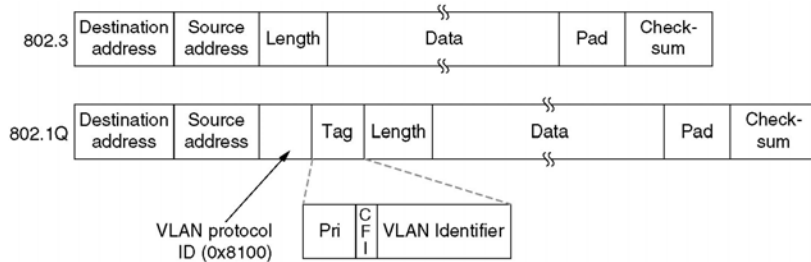 802.3
Destination
address
Source
address
Length
Data
Pad
Check-
sum
802.1Q
Destination
address
Source
address
Tag
Length
Data
Pad
Check-
sum
VLAN protocol
ID (0x8100)
Pri
C
F
I
VLAN Identifier